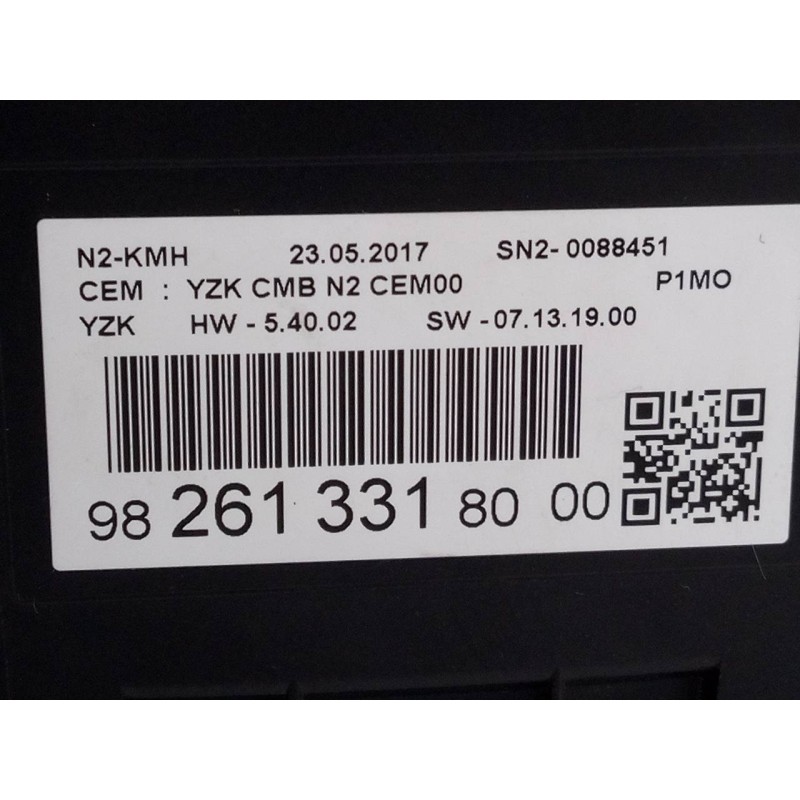 N2-KMH 23.05.2017 SN2-0088451
CEM : YZK CMB N2 CEM00 P1MO
YZK HW - 5.40.02 SW -07.13.19.00
98 261 331 80 00